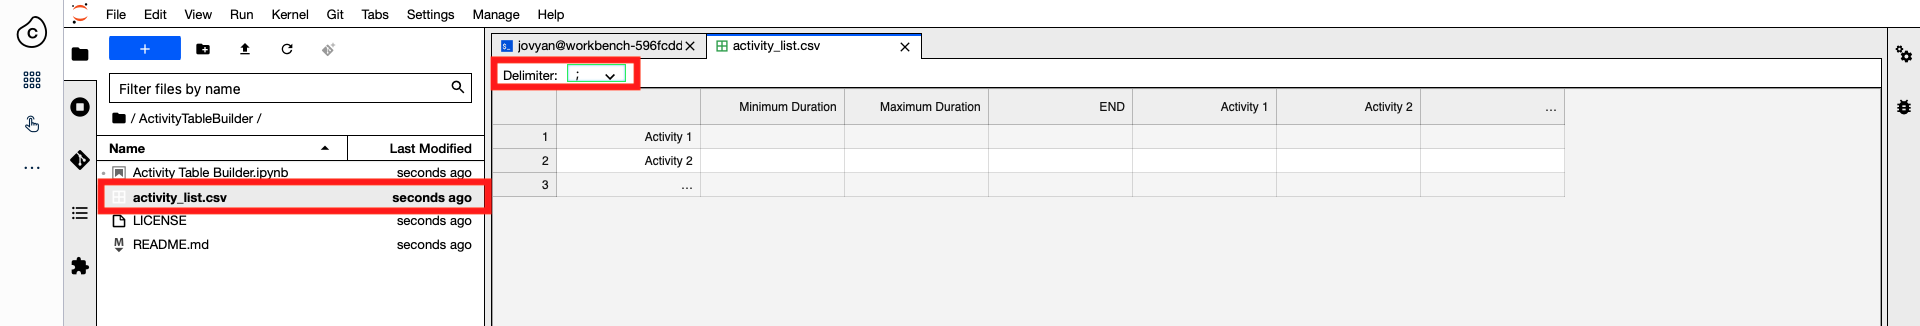 File Edit View Run Kernel Git Tabs Settings Manage Help
C
+
Filter files by name
/ ActivityTableBuilder /
Name Last Modified
Activity Table Builder.ipynb seconds ago
activity_list.csv seconds ago
LICENSE seconds ago
README.md seconds ago
jovyan@workbench-596fcdd activity_list.csv
Delimiter: ;
Minimum Duration Maximum Duration END Activity 1 Activity 2 ...
1 Activity 1
2 Activity 2
3 ...